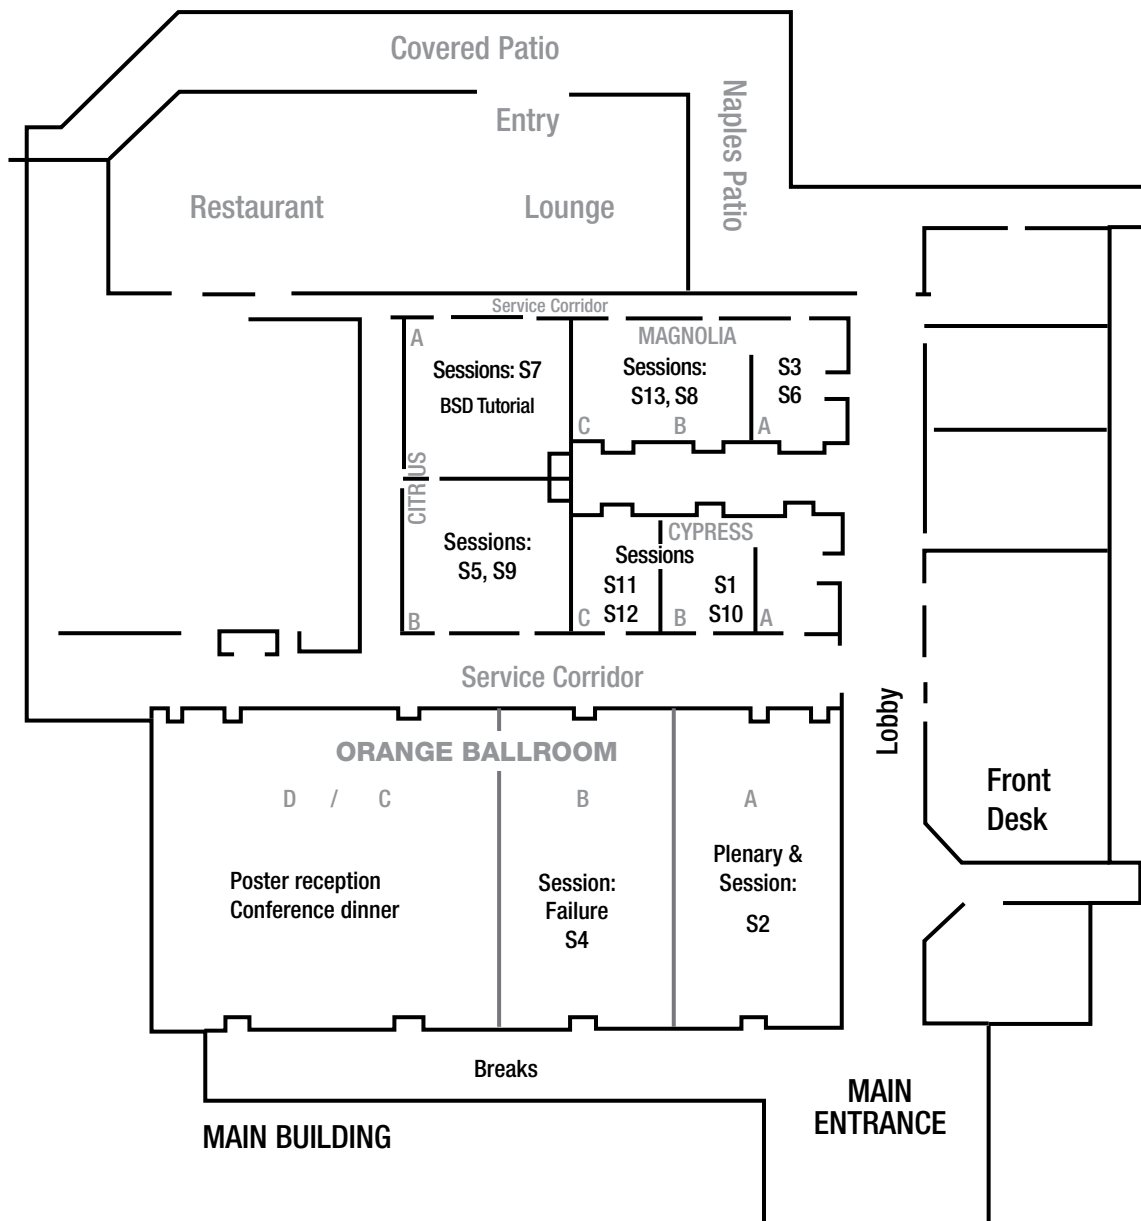 Covered Patio
Entry
Naples Patio
Restaurant
Lounge
Service Corridor
A
Sessions: S7
BSD Tutorial
MAGNOLIA
Sessions:
S13, S8
S3
S6
C
B
A
CITRUS
Sessions:
S5, S9
B
CYPRESS
Sessions
S11
S12
S1
S10
C
B
A
Service Corridor
Lobby
ORANGE BALLROOM
D / C
B
A
Poster reception
Conference dinner
Session:
Failure
S4
Plenary &
Session:
S2
Front
Desk
Breaks
MAIN
ENTRANCE
MAIN BUILDING